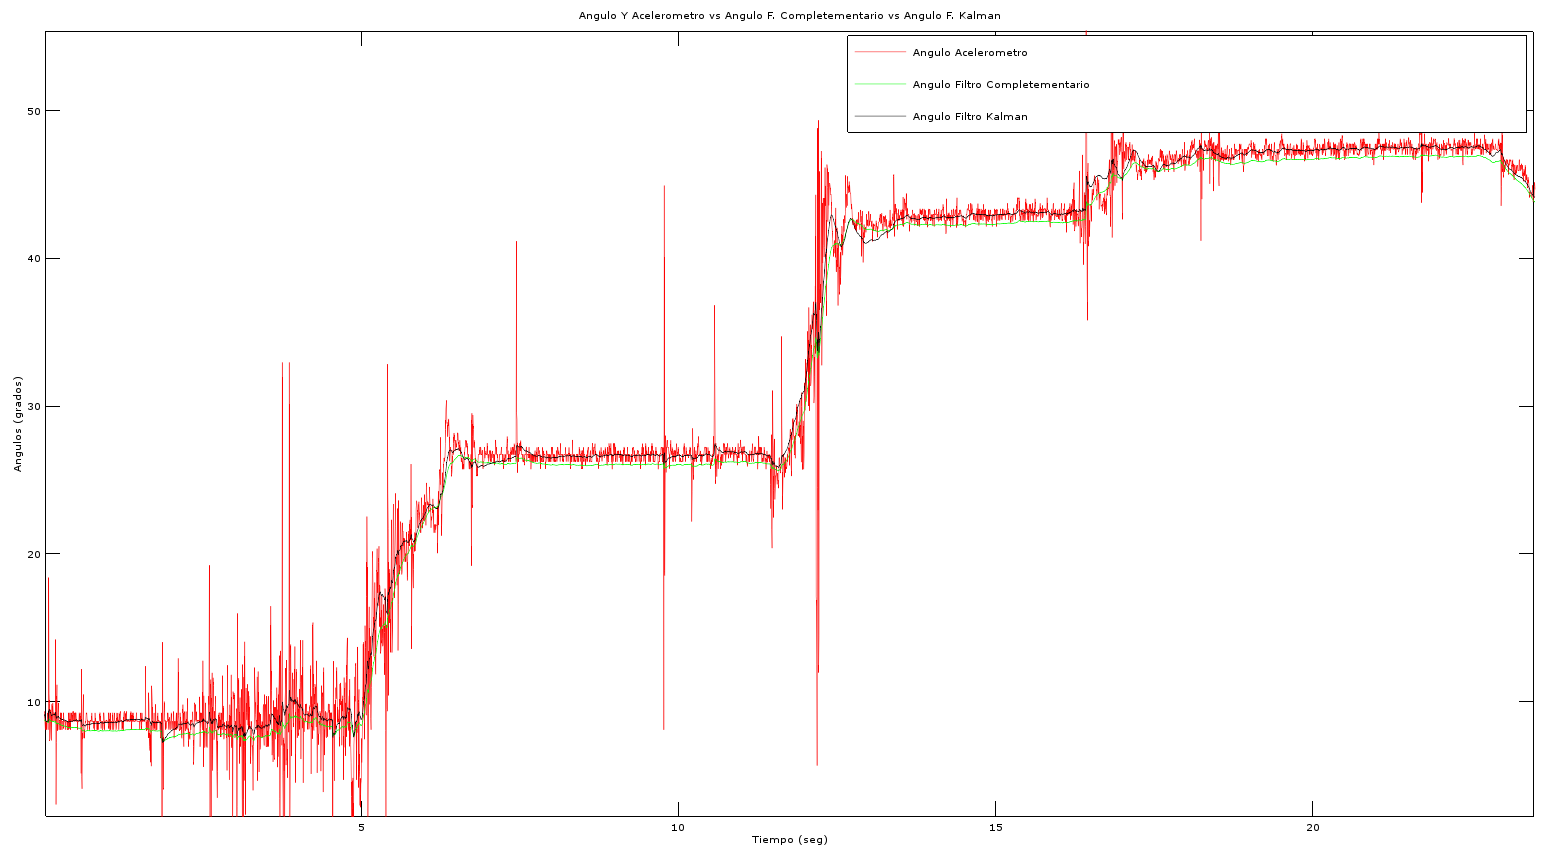 Angulo Y Acelerometro vs Angulo F. Completementario vs Angulo F. Kalman
Angulo Acelerometro
Angulo Filtro Completementario
Angulo Filtro Kalman
50
40
30
20
10
Angulos (grados)
5
10
15
20
Tiempo (seg)